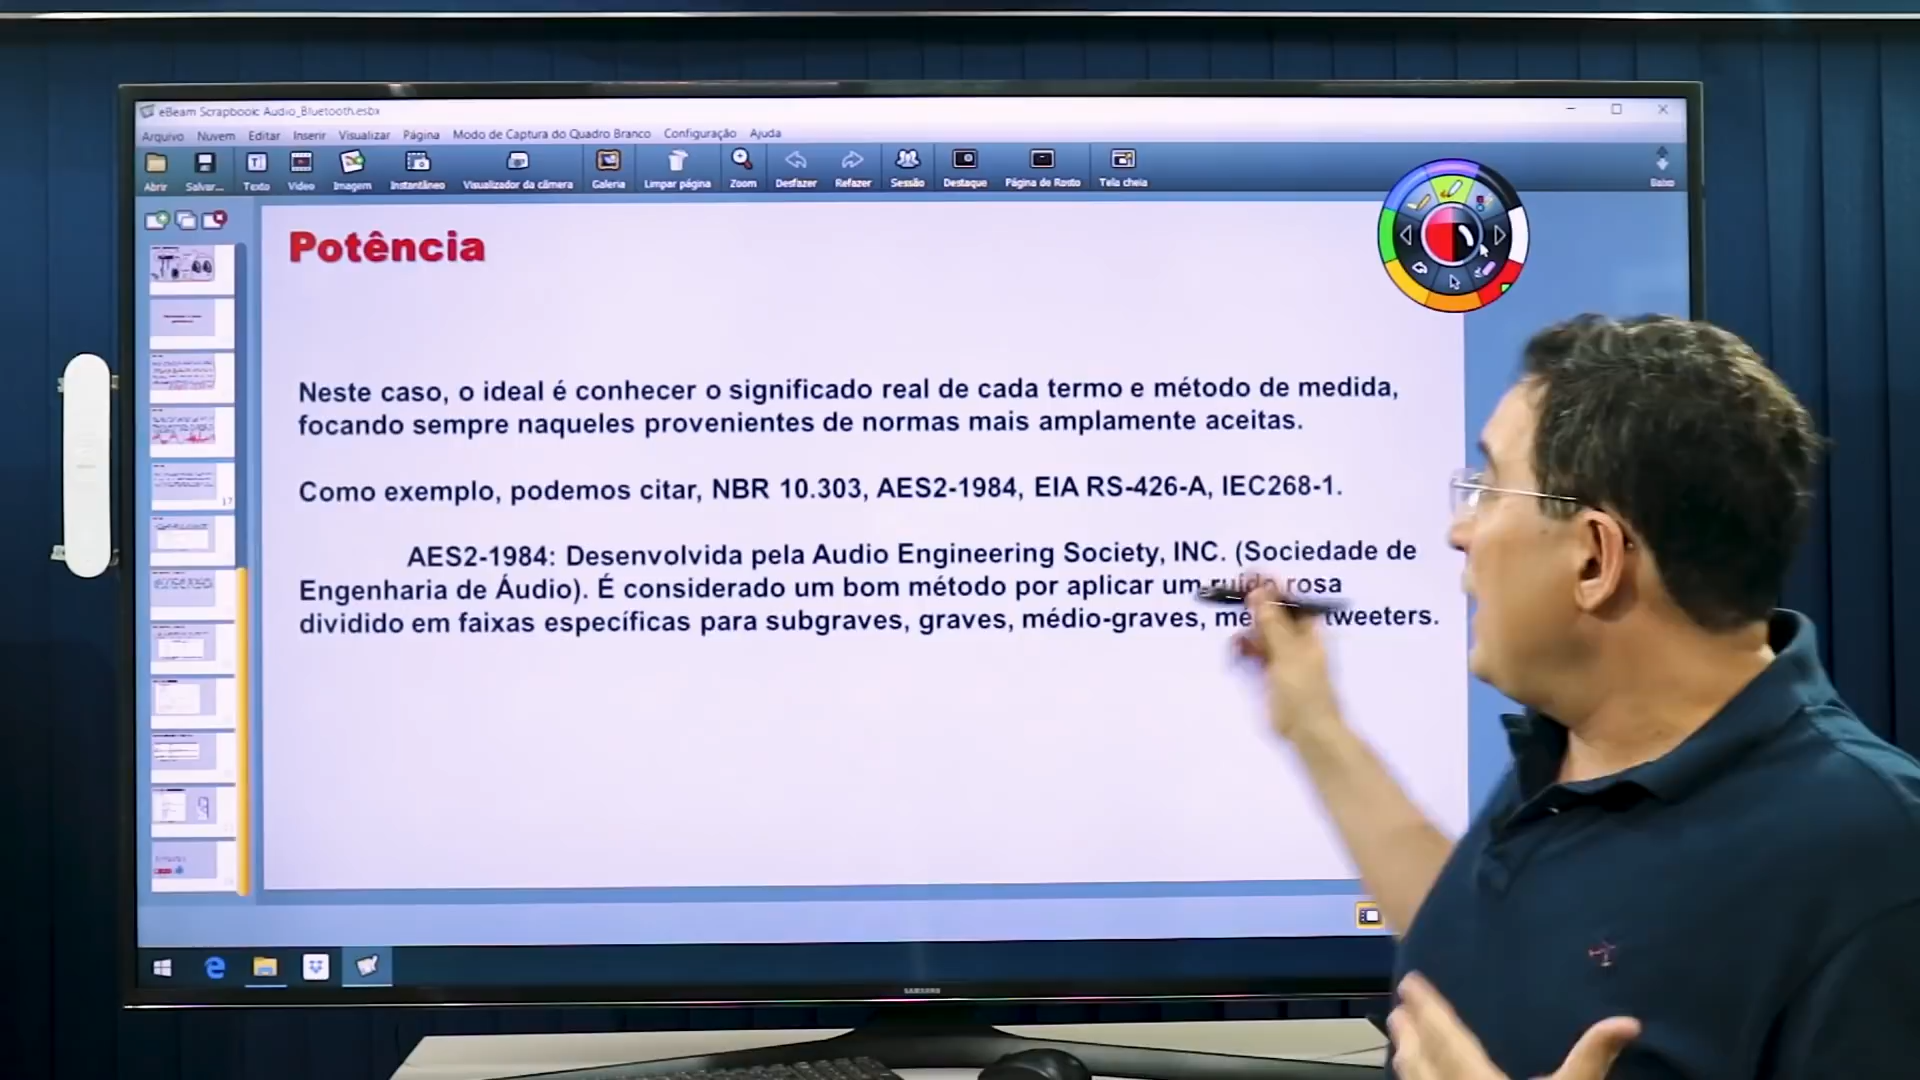 eBeam Scrapbook: Audio_Bluetooth.esbx
Arquivo Nuvem Editar Inserir Visualizar Página Modo de Captura do Quadro Branco Configuração Ajuda
Abrir Salvar... Texto Vídeo Imagem Instantâneo Visualizador da câmera Galeria Limpar página Zoom Desfazer Refazer Sessão Destaque Página de Rosto Tela cheia Baixo
Potência
Neste caso, o ideal é conhecer o significado real de cada termo e método de medida,
focando sempre naqueles provenientes de normas mais amplamente aceitas.
Como exemplo, podemos citar, NBR 10.303, AES2-1984, EIA RS-426-A, IEC268-1.
AES2-1984: Desenvolvida pela Audio Engineering Society, INC. (Sociedade de
Engenharia de Áudio). É considerado um bom método por aplicar um ruído rosa
dividido em faixas específicas para subgraves, graves, médio-graves, tweeters.
17
SAMSUNG